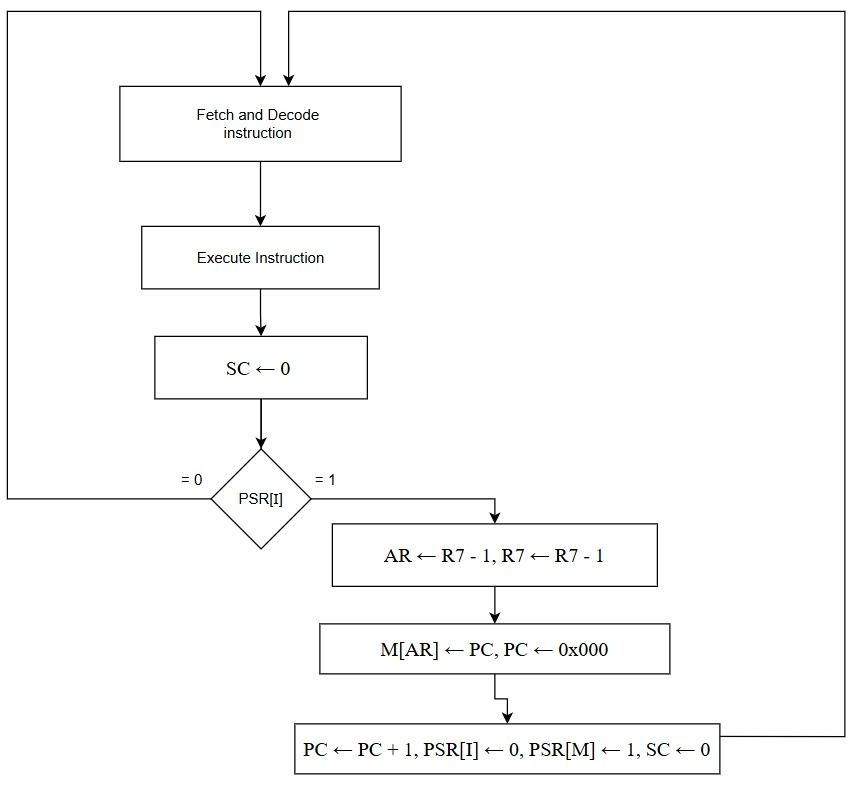 Fetch and Decode
instruction
Execute Instruction
SC ← 0
= 0
= 1
PSR[I]
AR ← R7 - 1, R7 ← R7 - 1
M[AR] ← PC, PC ← 0x000
PC ← PC + 1, PSR[I] ← 0, PSR[M] ← 1, SC ← 0